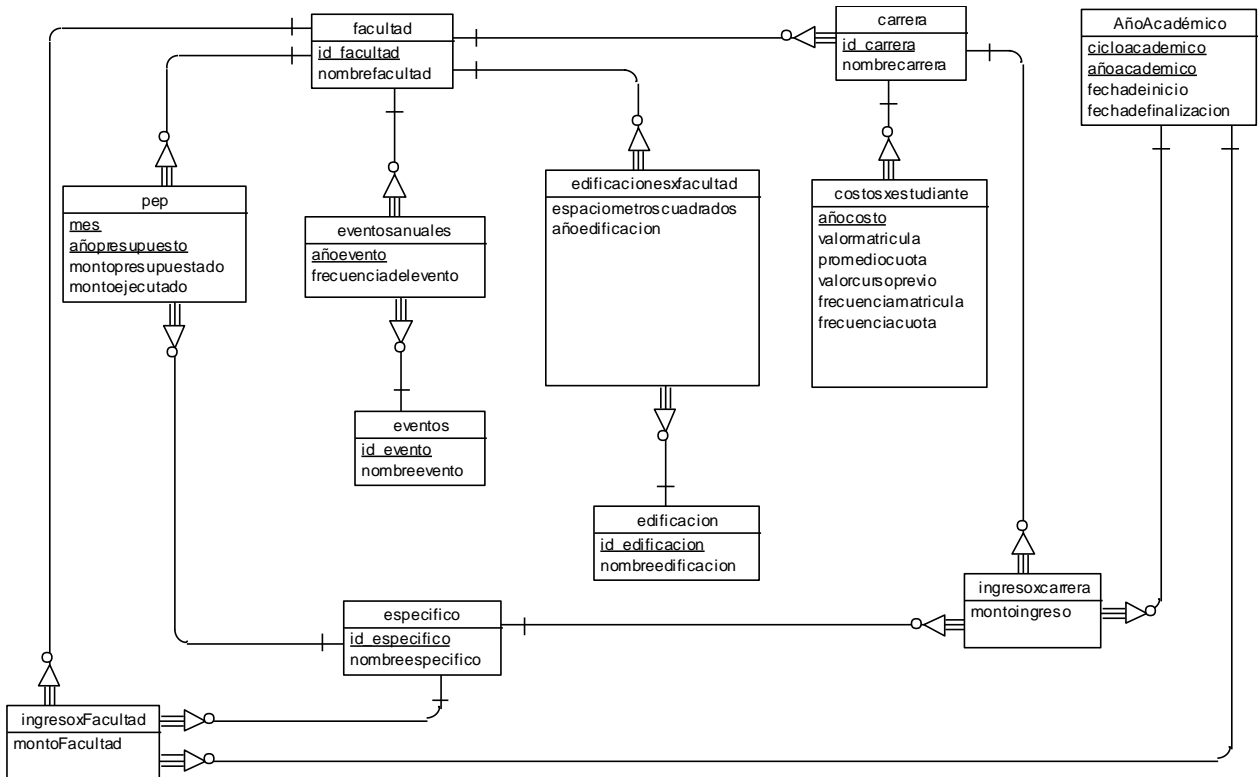 facultad
id_facultad
nombrefacultad
carrera
id_carrera
nombrecarrera
AñoAcadémico
cicloacademico
añoacademico
fechadeinicio
fechadefinalizacion
pep
mes
añopresupuesto
montopresupuestado
montoejecutado
eventosanuales
añoevento
frecuenciadelevento
edificacionesxfacultad
espaciometroscuadrados
añoedificacion
costosxestudiante
añocosto
valormatricula
promediocuota
valorcursoprevio
frecuenciamatricula
frecuenciacuota
eventos
id_evento
nombreevento
edificacion
id_edificacion
nombreedificacion
ingresoxcarrera
montoingreso
especifico
id_especifico
nombreespecifico
ingresoxFacultad
montoFacultad